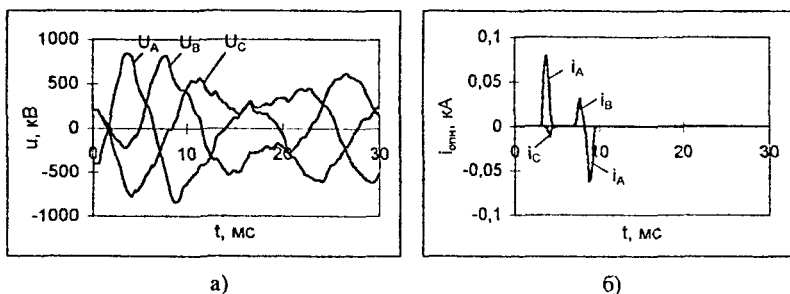 1000
500
0
-500
-1000
u, кВ
U_A
U_B
U_C
0
10
20
30
t, мс
а)
0,1
0,05
0
-0,05
-0,1
i_опн, кА
i_A
i_B
i_C
i_A
0
10
20
30
t, мс
б)